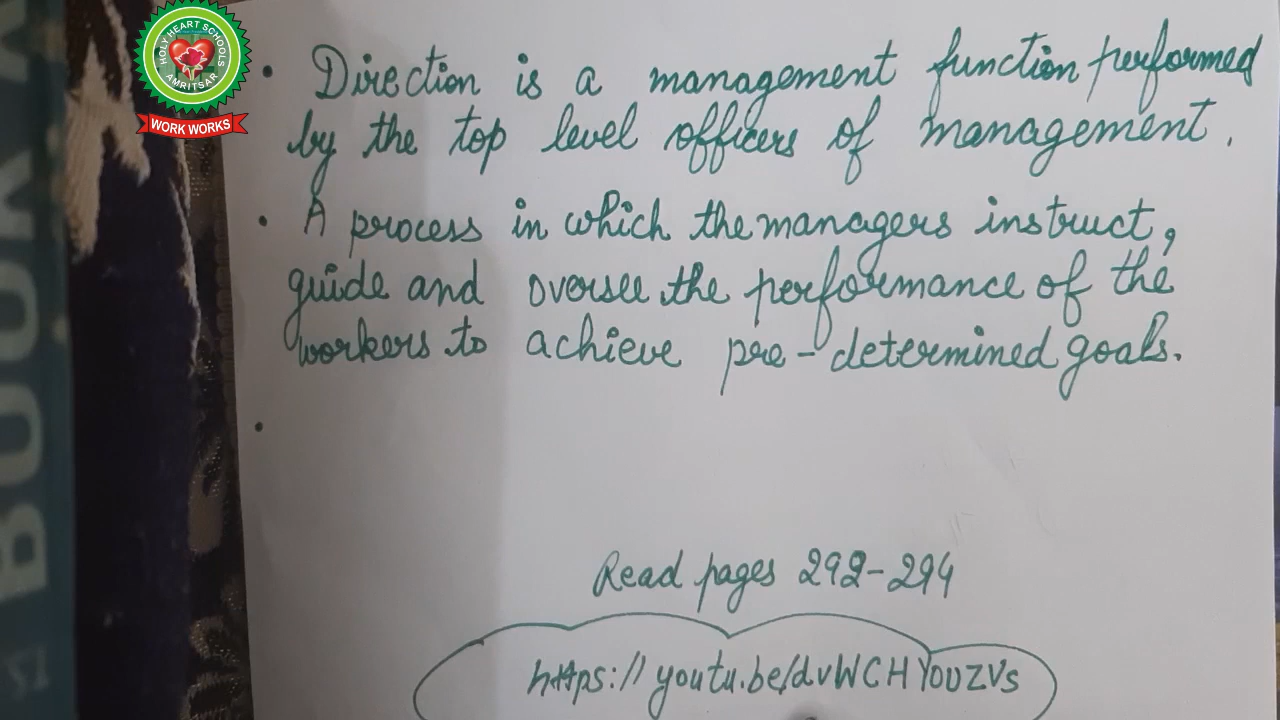 HOLY HEART SCHOOLS
AMRITSAR
WORK WORKS
• Direction is a management function performed
by the top level officers of management.
• A process in which the managers instruct,
guide and oversee the performance of the
workers to achieve pre-determined goals.
•
Read pages 292-294
https://youtu.be/dvWCHYouzVs
BOOK